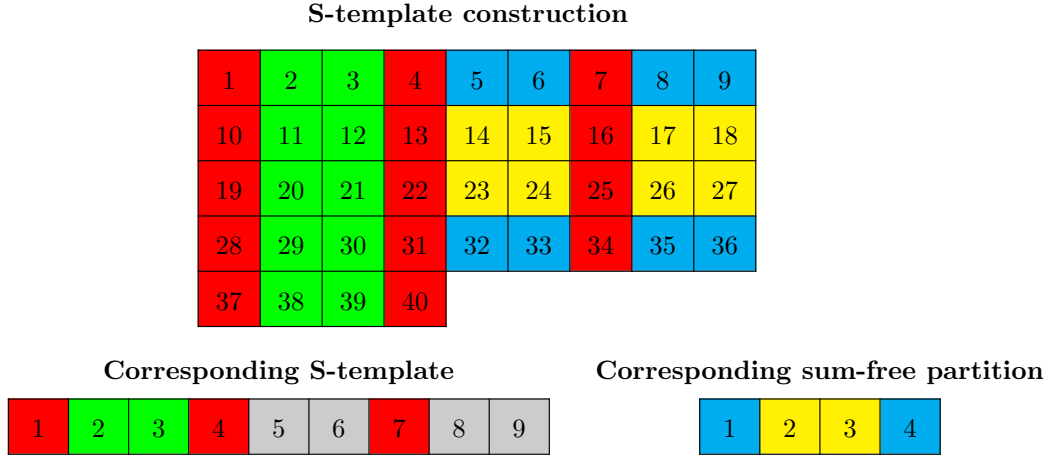 S-template construction
1 2 3 4 5 6 7 8 9
10 11 12 13 14 15 16 17 18
19 20 21 22 23 24 25 26 27
28 29 30 31 32 33 34 35 36
37 38 39 40
Corresponding S-template
1 2 3 4 5 6 7 8 9
Corresponding sum-free partition
1 2 3 4